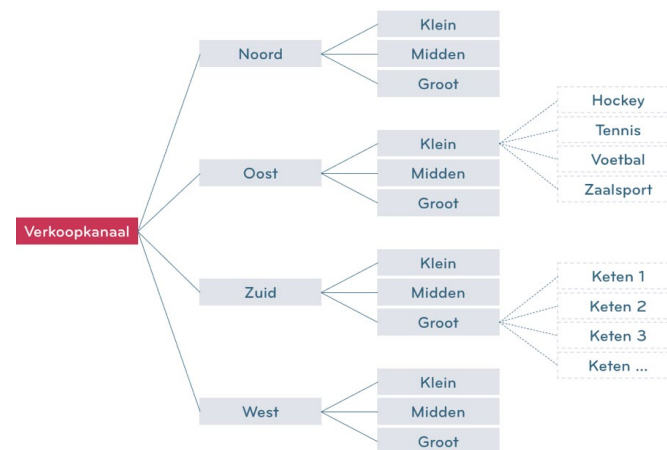 Verkoopkanaal
Noord
Klein
Midden
Groot
Oost
Klein
Midden
Groot
Hockey
Tennis
Voetbal
Zaalsport
Zuid
Klein
Midden
Groot
Keten 1
Keten 2
Keten 3
Keten ...
West
Klein
Midden
Groot